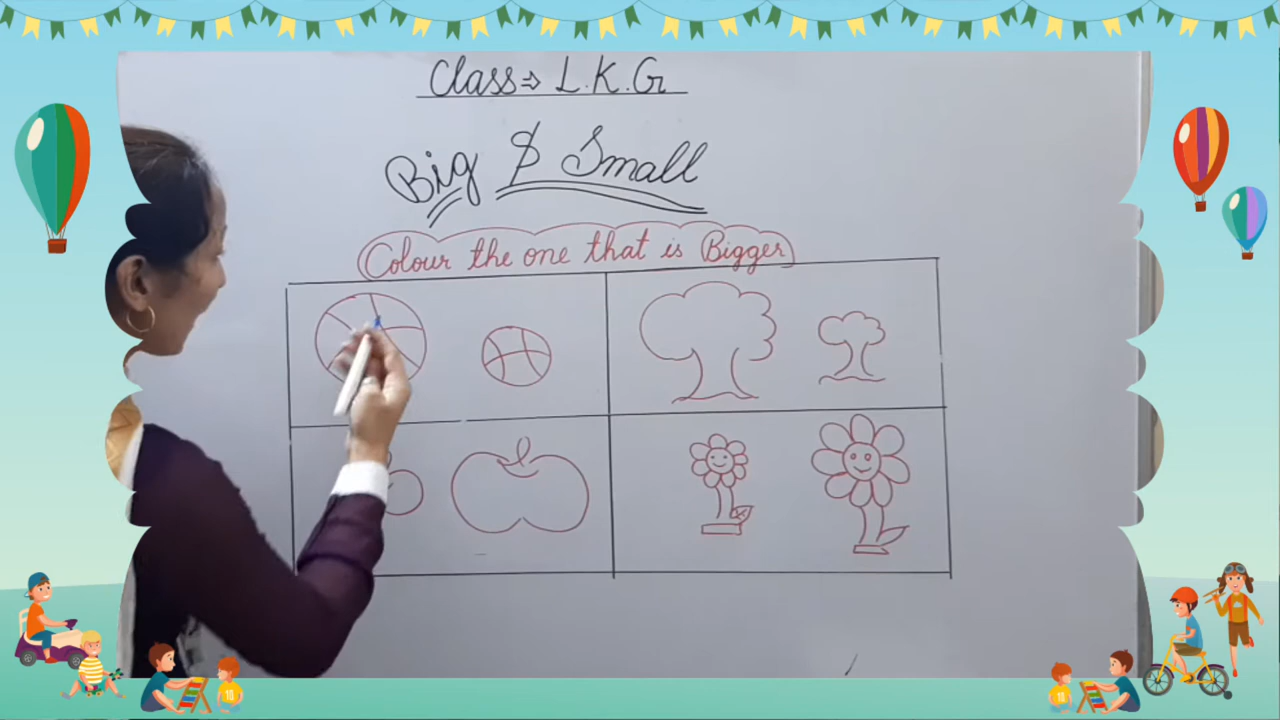 Class⇒ L.K.G
Big & Small
Colour the one that is Bigger